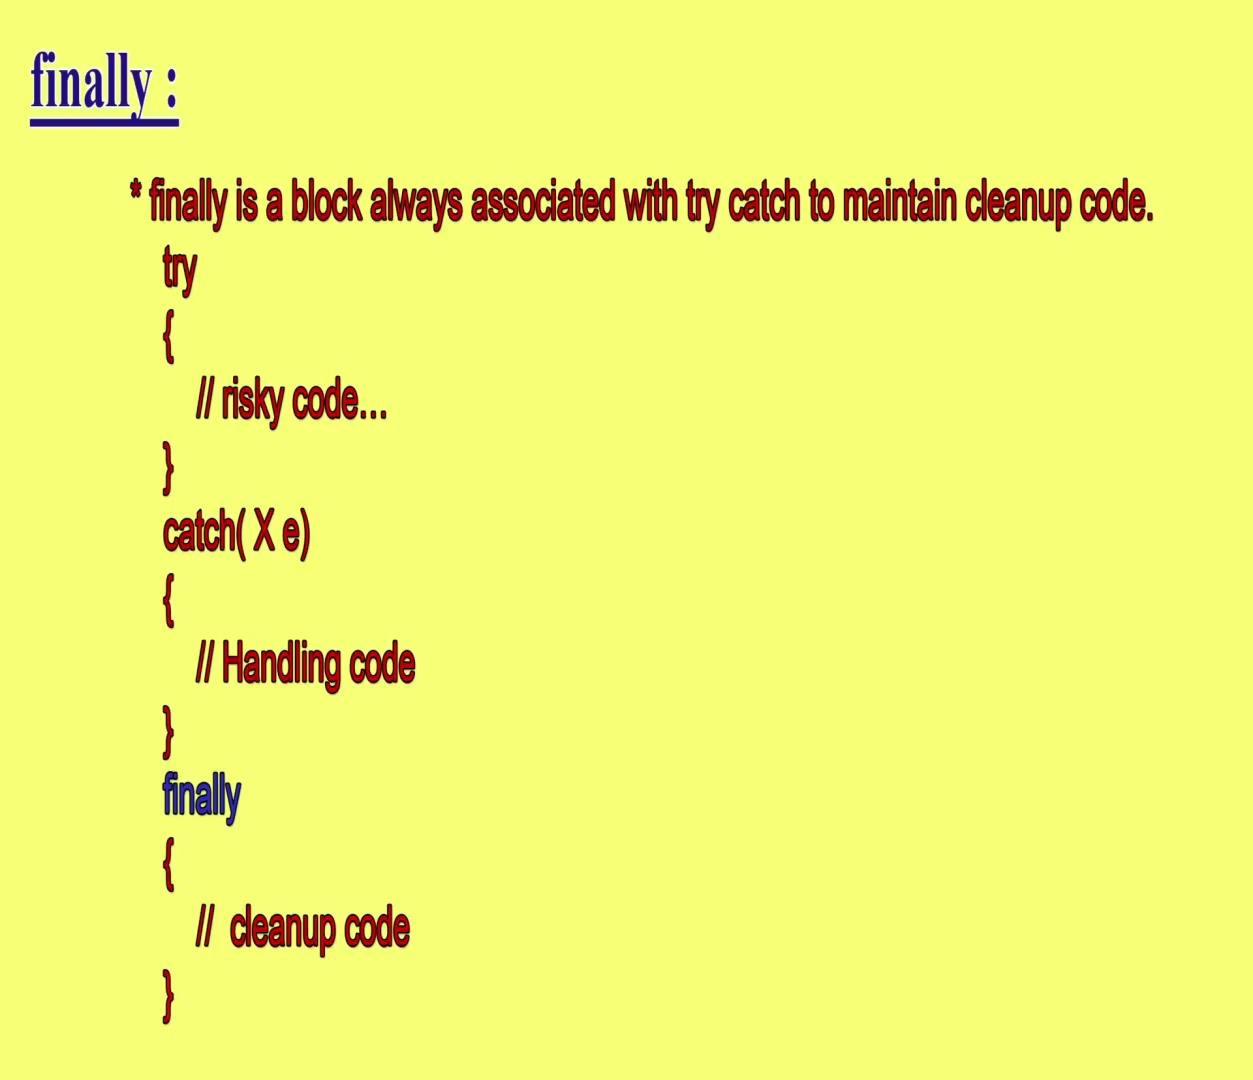 finally :
* finally is a block always associated with try catch to maintain cleanup code.
try
{
// risky code...
}
catch( X e)
{
// Handling code
}
finally
{
//  cleanup code
}